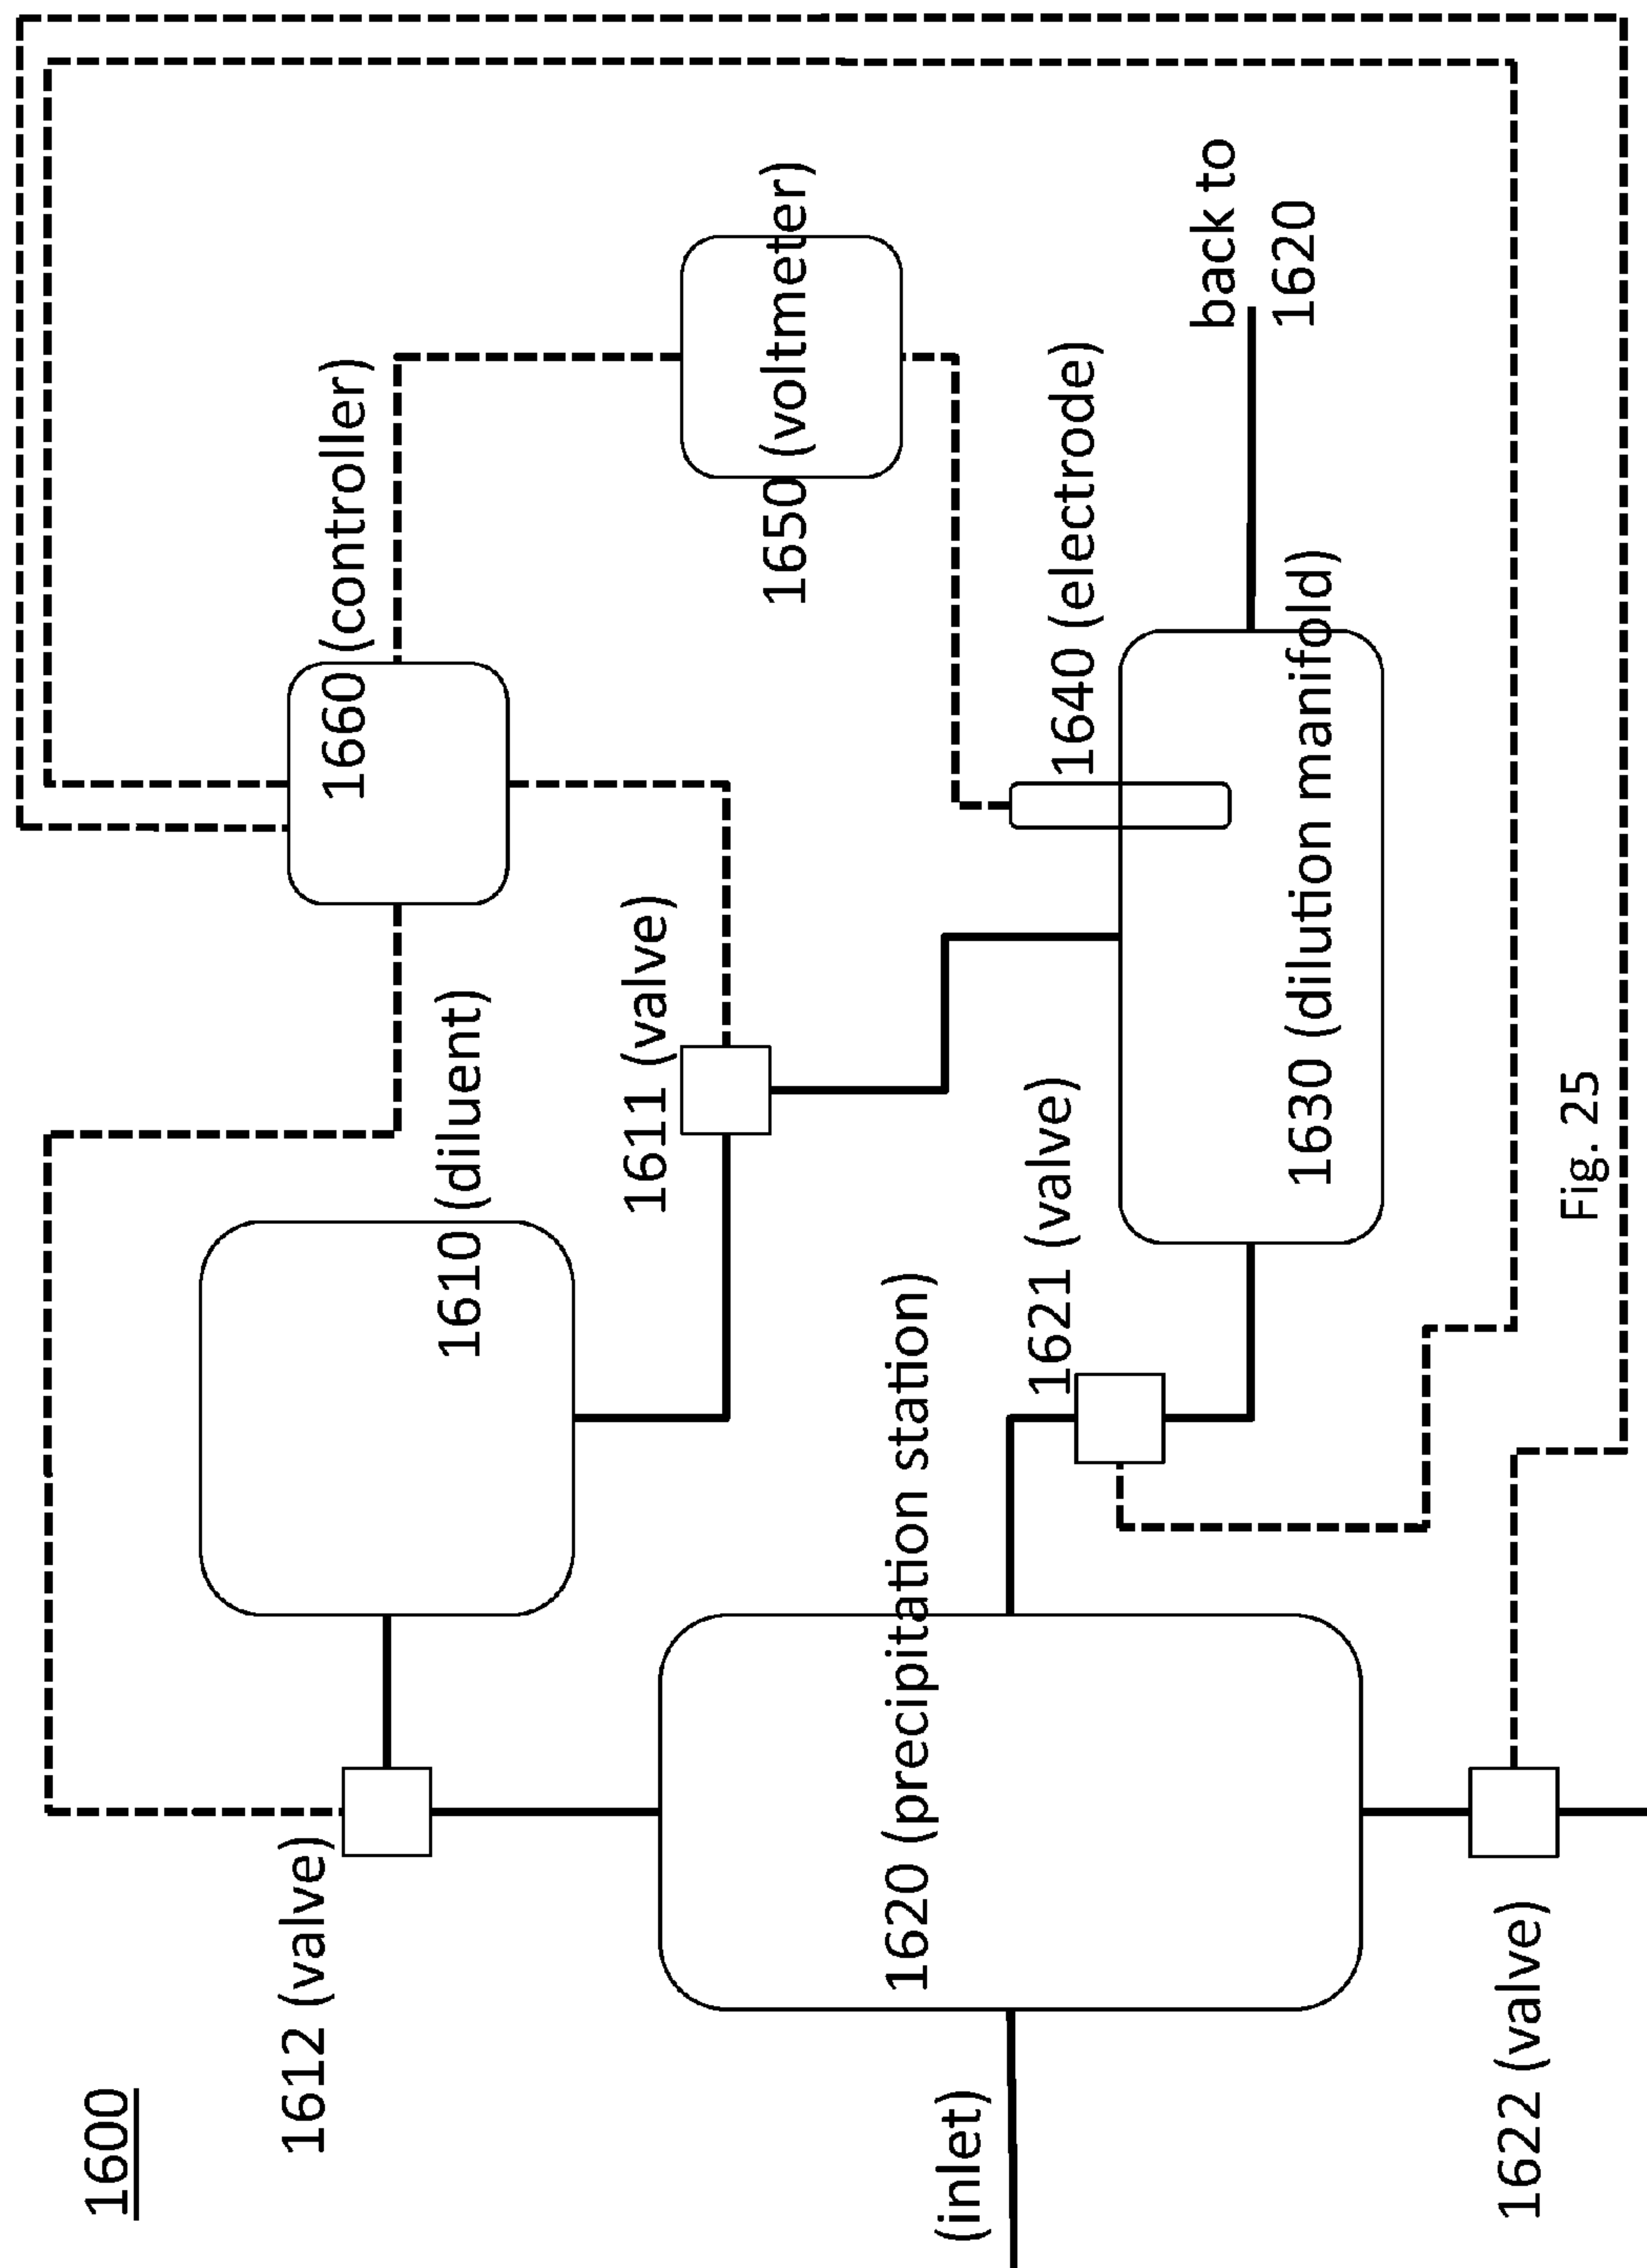 1600
1612 (valve)
1660 (controller)
1610 (diluent)
1611 (valve)
1650 (voltmeter)
1620 (precipitation station)
(inlet)
1621 (valve)
1640 (electrode)
back to
1620
1630 (dilution manifold)
1622 (valve)
Fig. 25